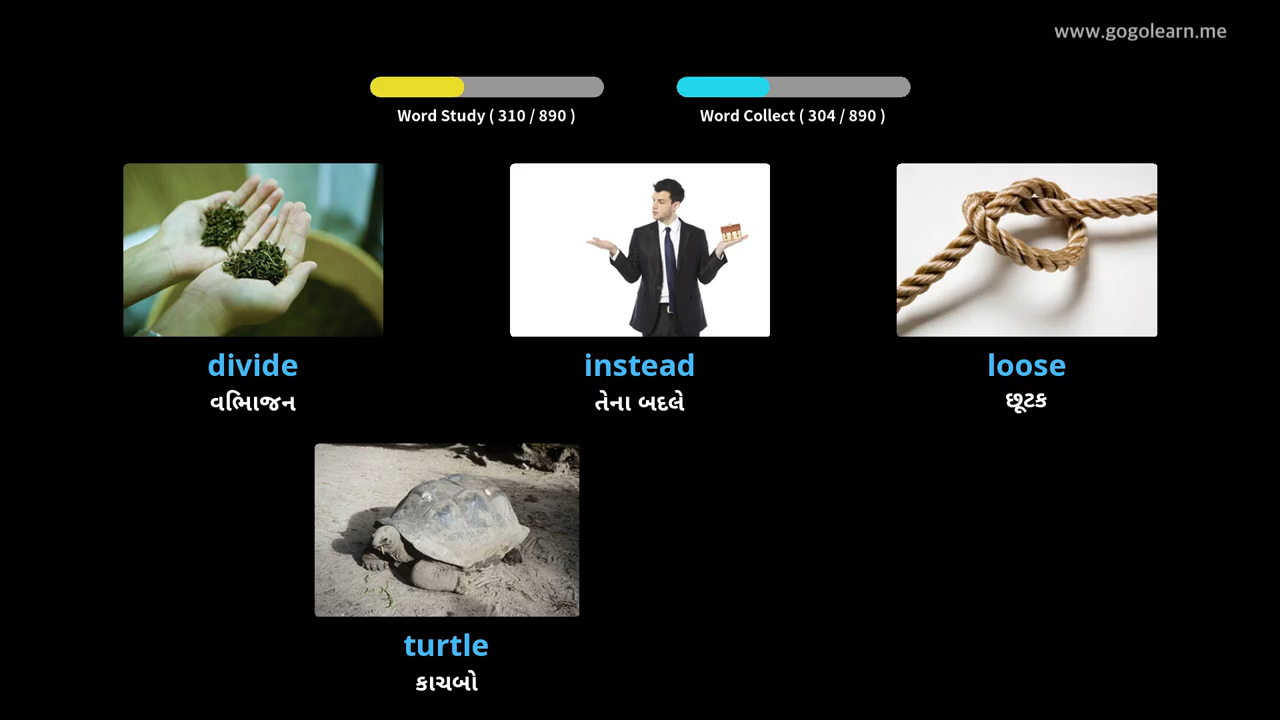 www.gogolearn.me
Word Study ( 310 / 890 )
Word Collect ( 304 / 890 )
divide
instead
loose
વિભાજન
તેના બદલે
છૂટક
turtle
કાચબો